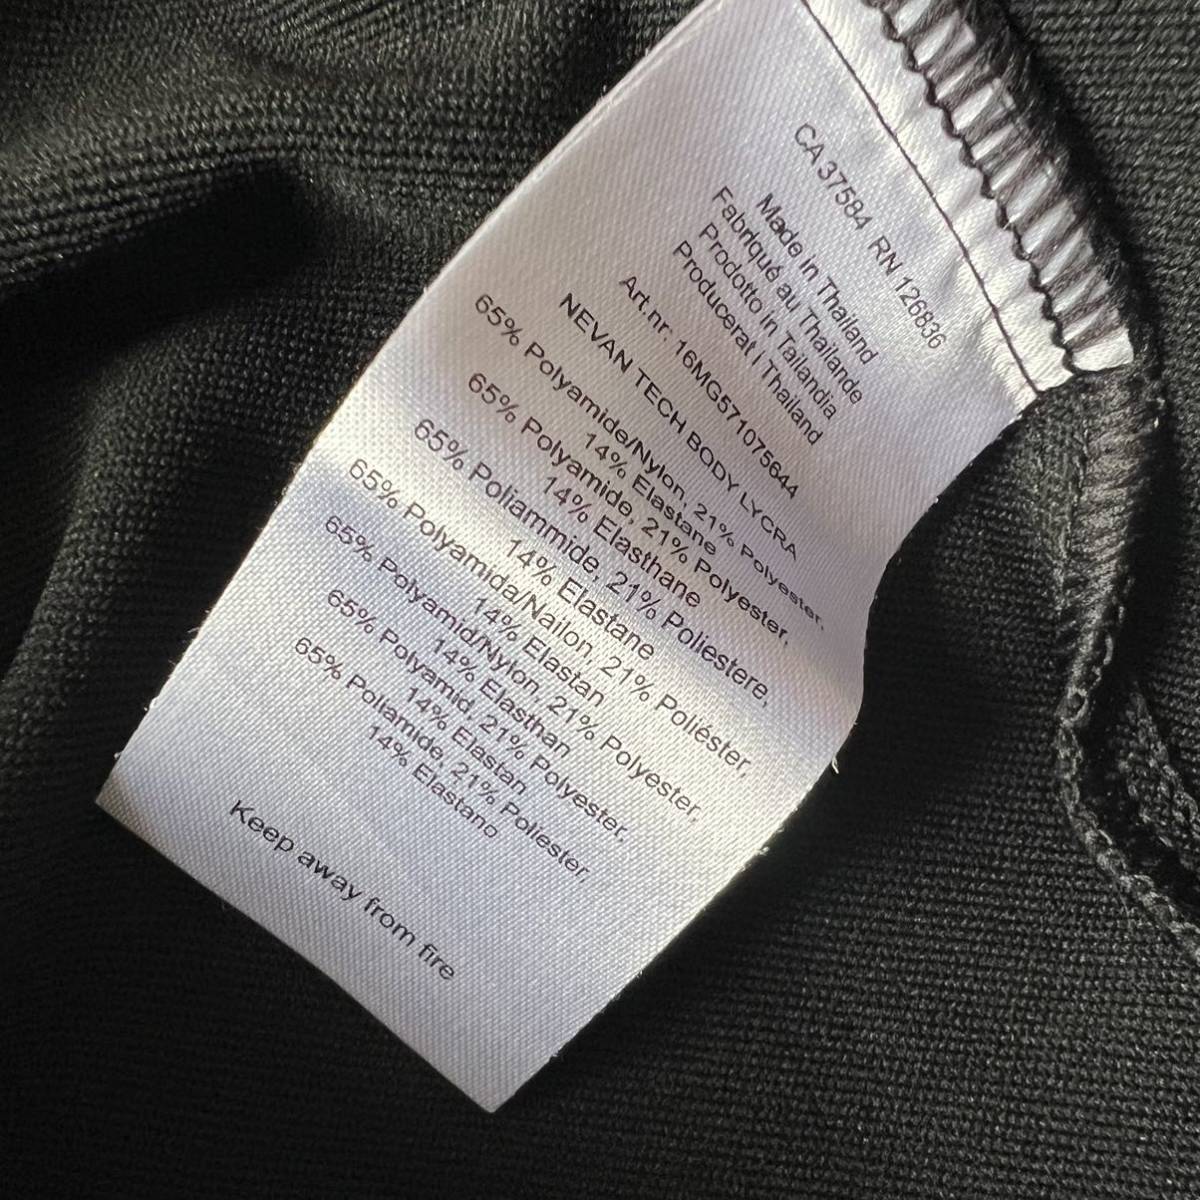 CA 37584 RN 126836
Made in Thailand
Fabriqué au Thaïlande
Prodotto in Tailandia
Producerat i Thailand
Art.nr. 16MG571075644
NEVAN TECH BODY LYCRA
65% Polyamide/Nylon, 21% Polyester,
14% Elastane
65% Polyamide, 21% Polyester,
14% Elasthane
65% Poliammide, 21% Poliestere,
14% Elastane
65% Polyamida/Nailon, 21% Poliéster,
14% Elastan
65% Polyamid/Nylon, 21% Polyester,
14% Elasthan
65% Polyamid, 21% Polyester,
14% Elastan
65% Poliamide, 21% Poliester,
14% Elastano
Keep away from fire